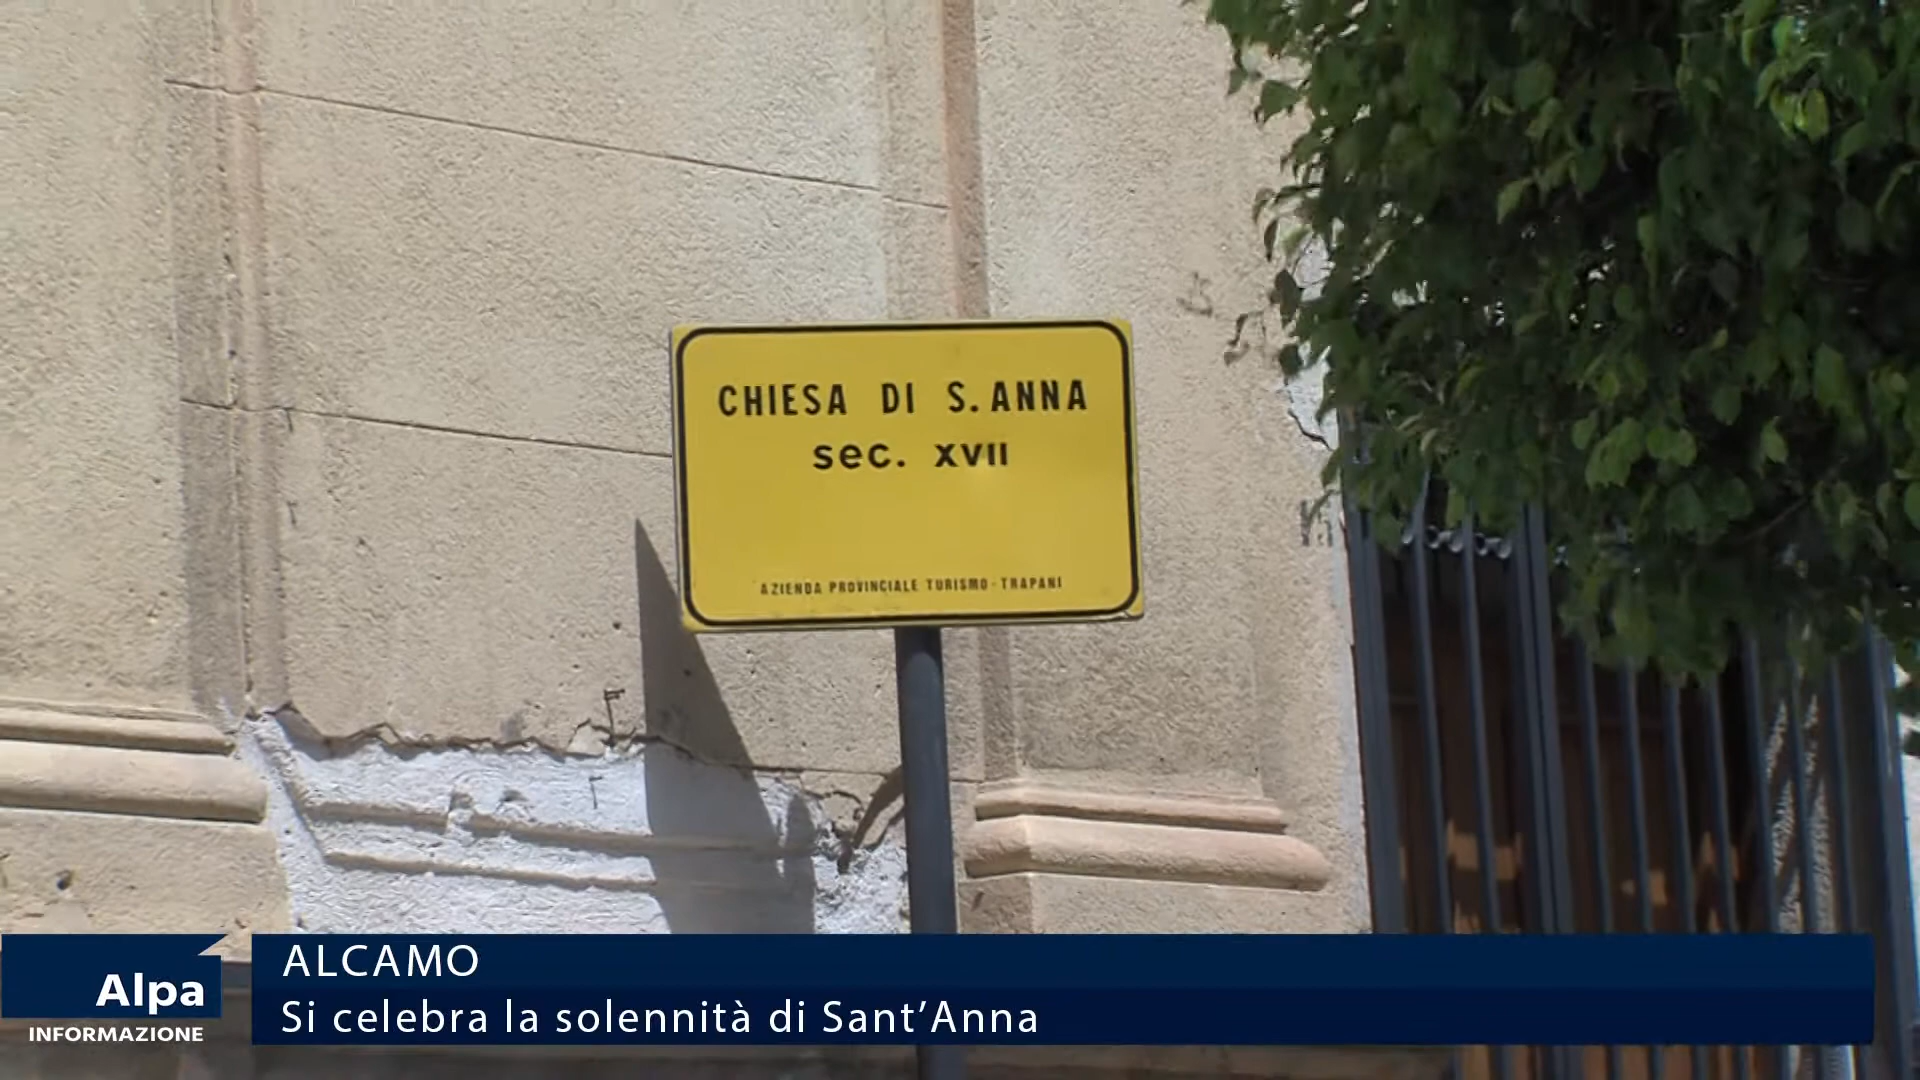 CHIESA DI S. ANNA
sec. XVII
AZIENDA PROVINCIALE TURISMO - TRAPANI
ALCAMO
Si celebra la solennità di Sant’Anna
Alpa
INFORMAZIONE